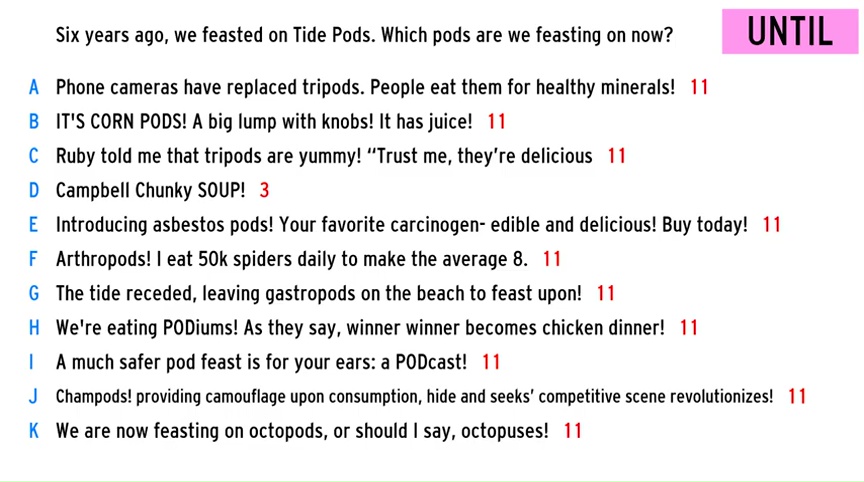 Six years ago, we feasted on Tide Pods. Which pods are we feasting on now? UNTIL
A Phone cameras have replaced tripods. People eat them for healthy minerals! 11
B IT'S CORN PODS! A big lump with knobs! It has juice! 11
C Ruby told me that tripods are yummy! “Trust me, they’re delicious 11
D Campbell Chunky SOUP! 3
E Introducing asbestos pods! Your favorite carcinogen- edible and delicious! Buy today! 11
F Arthropods! I eat 50k spiders daily to make the average 8. 11
G The tide receded, leaving gastropods on the beach to feast upon! 11
H We're eating PODiums! As they say, winner winner becomes chicken dinner! 11
I A much safer pod feast is for your ears: a PODcast! 11
J Champods! providing camouflage upon consumption, hide and seeks’ competitive scene revolutionizes! 11
K We are now feasting on octopods, or should I say, octopuses! 11